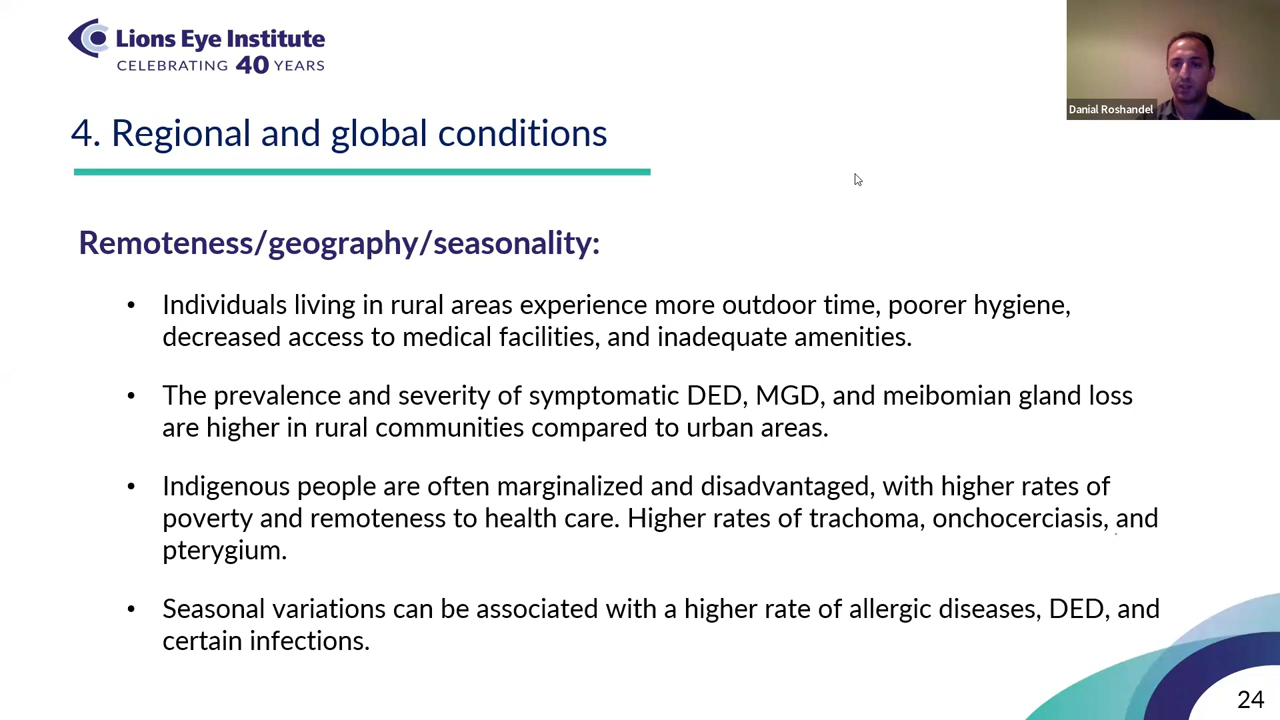 Lions Eye Institute
CELEBRATING 40 YEARS
Danial Roshandel
4. Regional and global conditions
Remoteness/geography/seasonality:
• Individuals living in rural areas experience more outdoor time, poorer hygiene,
decreased access to medical facilities, and inadequate amenities.
• The prevalence and severity of symptomatic DED, MGD, and meibomian gland loss
are higher in rural communities compared to urban areas.
• Indigenous people are often marginalized and disadvantaged, with higher rates of
poverty and remoteness to health care. Higher rates of trachoma, onchocerciasis, and
pterygium.
• Seasonal variations can be associated with a higher rate of allergic diseases, DED, and
certain infections.
24